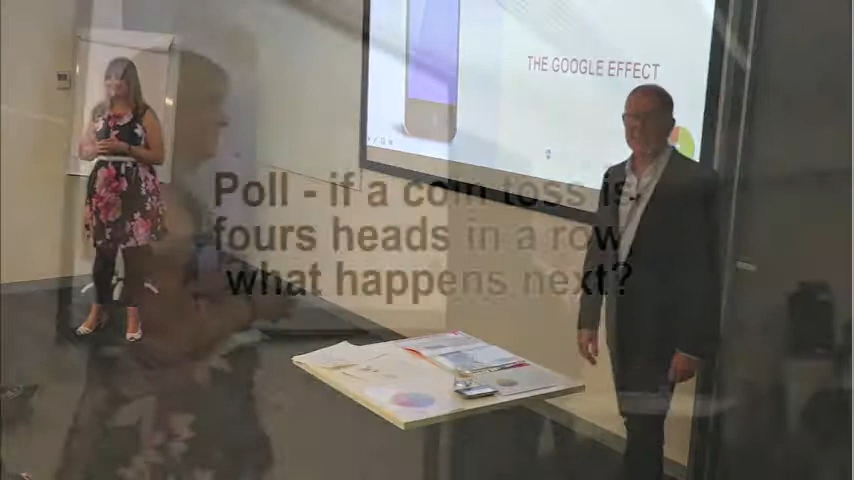 THE GOOGLE EFFECT
Poll - if a coin toss is
fours heads in a row
what happens next?